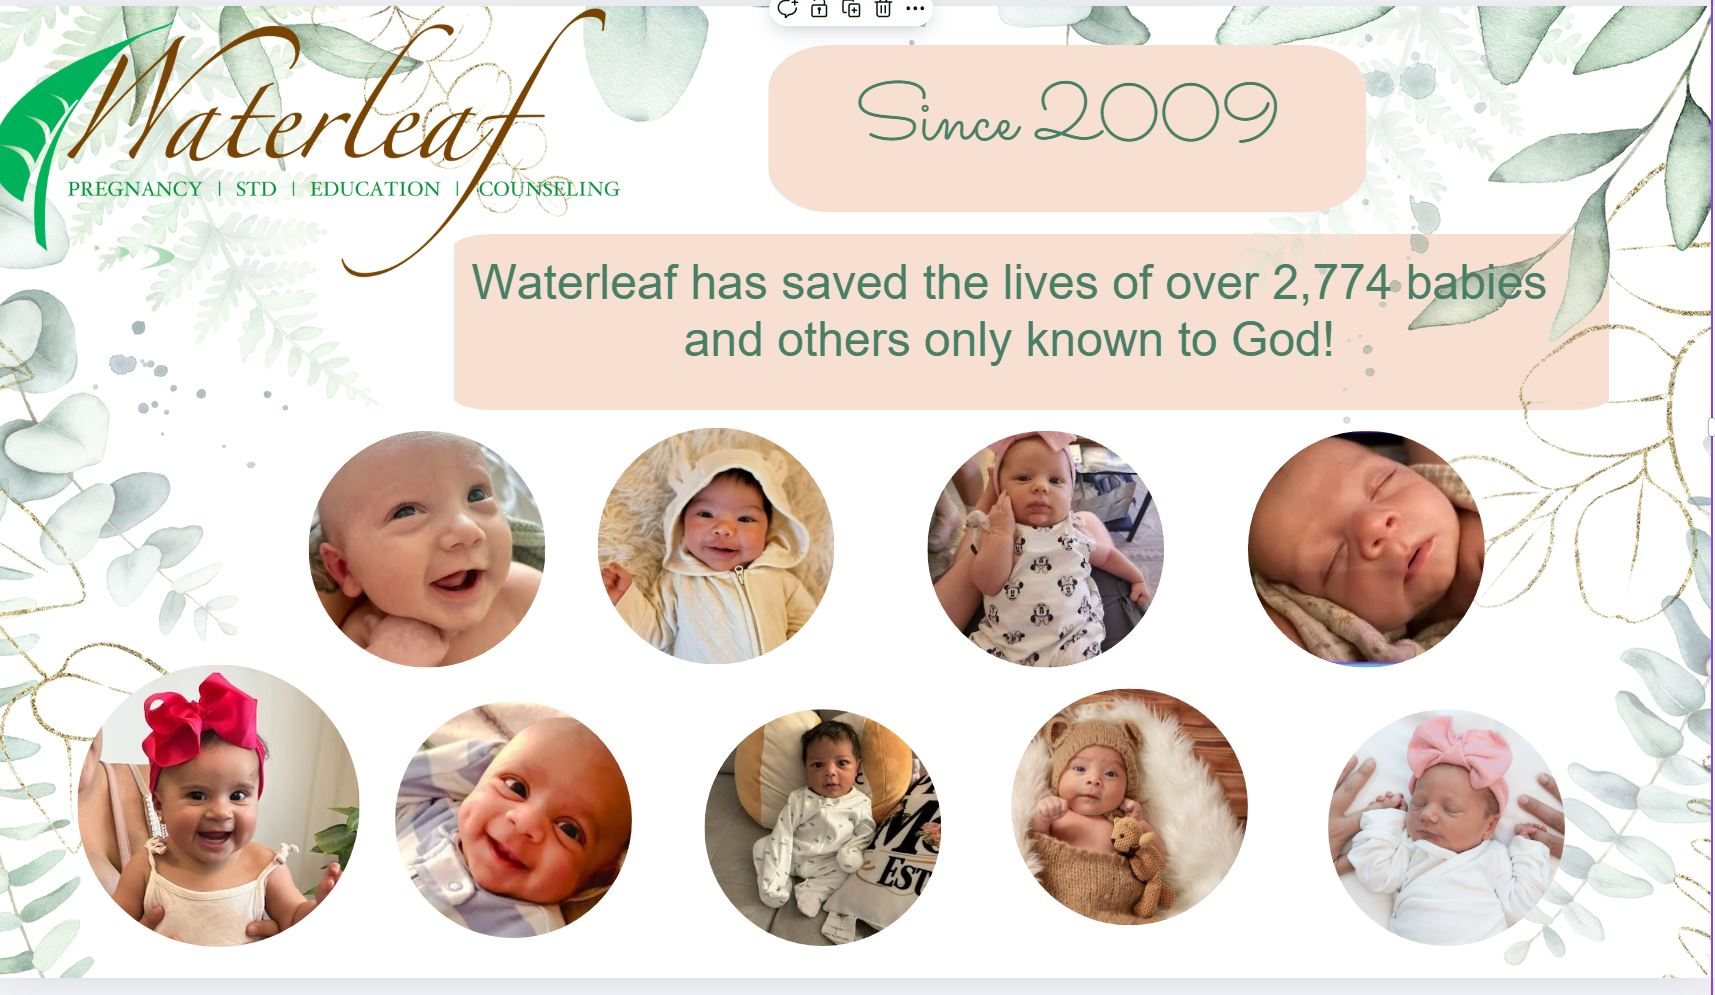 Waterleaf
PREGNANCY | STD | EDUCATION | COUNSELING
Since 2009
Waterleaf has saved the lives of over 2,774 babies
and others only known to God!
EST